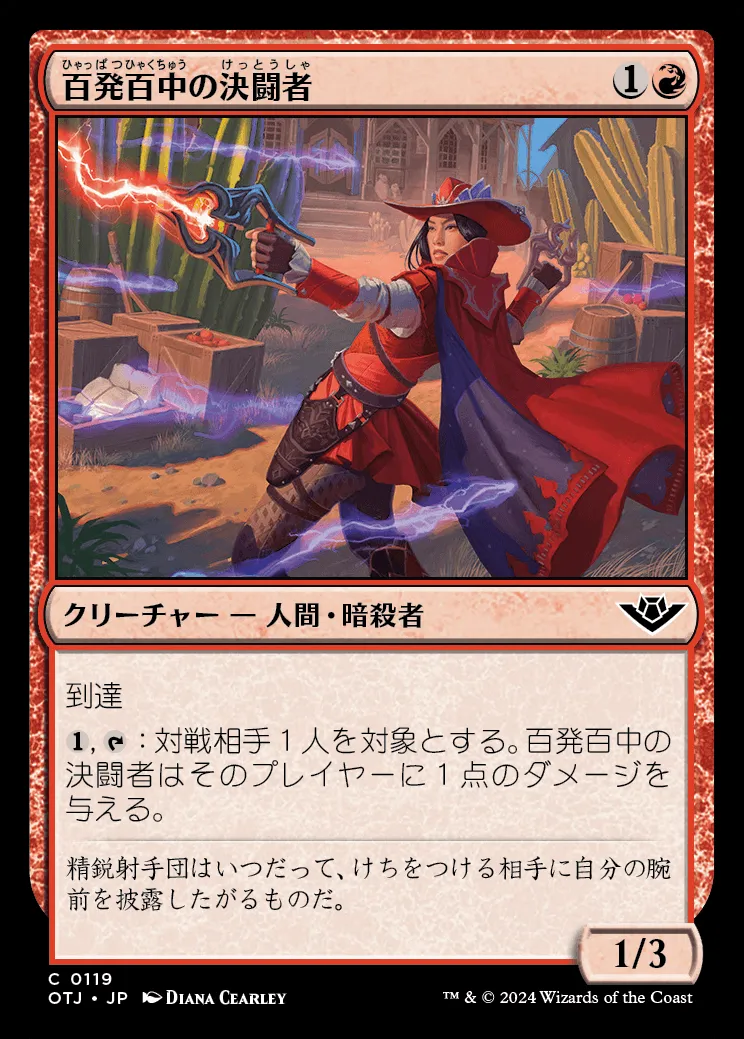 ひゃっぱつひゃくちゅう けっとうしゃ
百発百中の決闘者 1
クリーチャー — 人間・暗殺者
到達
1, :対戦相手1人を対象とする。百発百中の
決闘者はそのプレイヤーに1点のダメージを
与える。
精鋭射手団はいつだって、けちをつける相手に自分の腕
前を披露したがるものだ。
1/3
C 0119
OTJ • JP DIANA CEARLEY ™ & © 2024 Wizards of the Coast